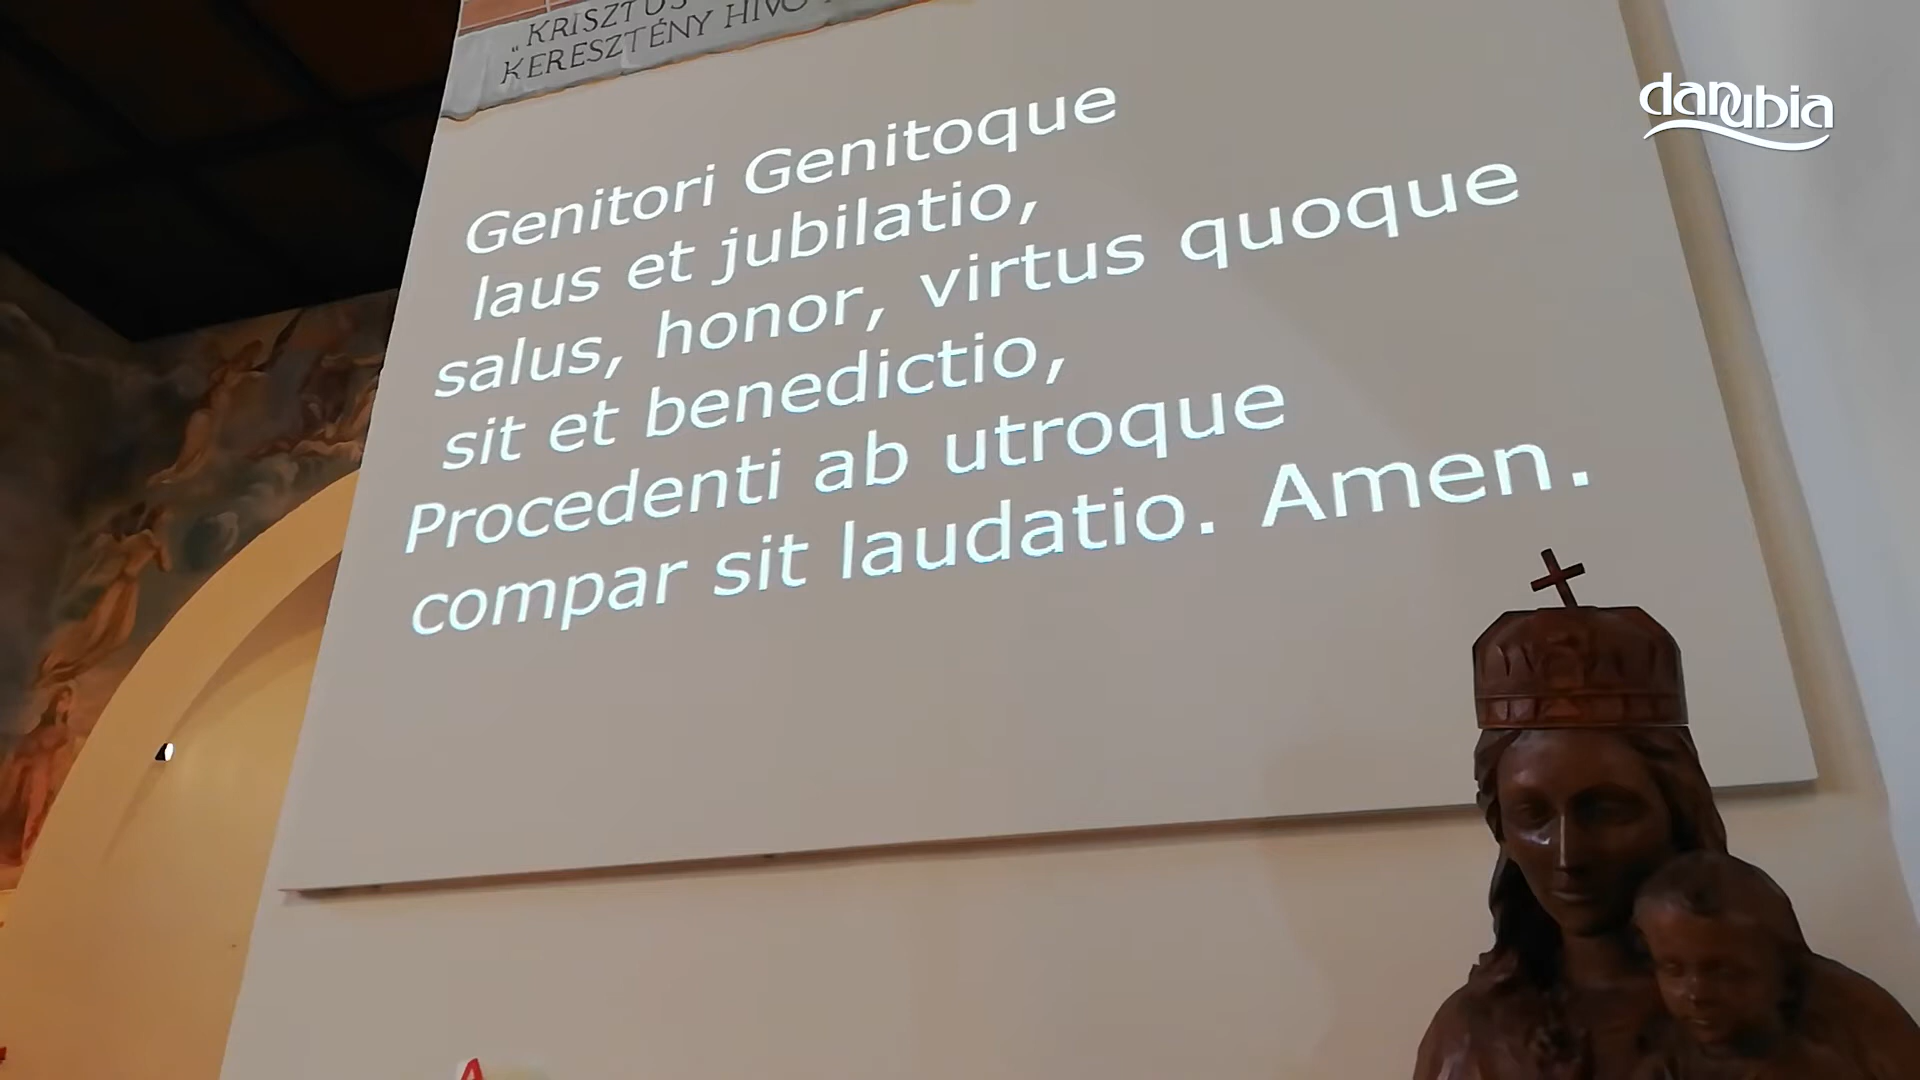 „KRISZTUS
KERESZTÉNY HÍVŐ
danubia
Genitori Genitoque
laus et jubilatio,
salus, honor, virtus quoque
sit et benedictio,
Procedenti ab utroque
compar sit laudatio. Amen.